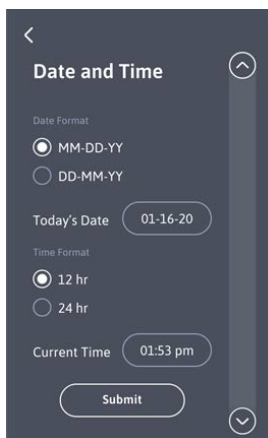 Date and Time
Date Format
MM-DD-YY
DD-MM-YY
Today's Date 01-16-20
Time Format
12 hr
24 hr
Current Time 01:53 pm
Submit